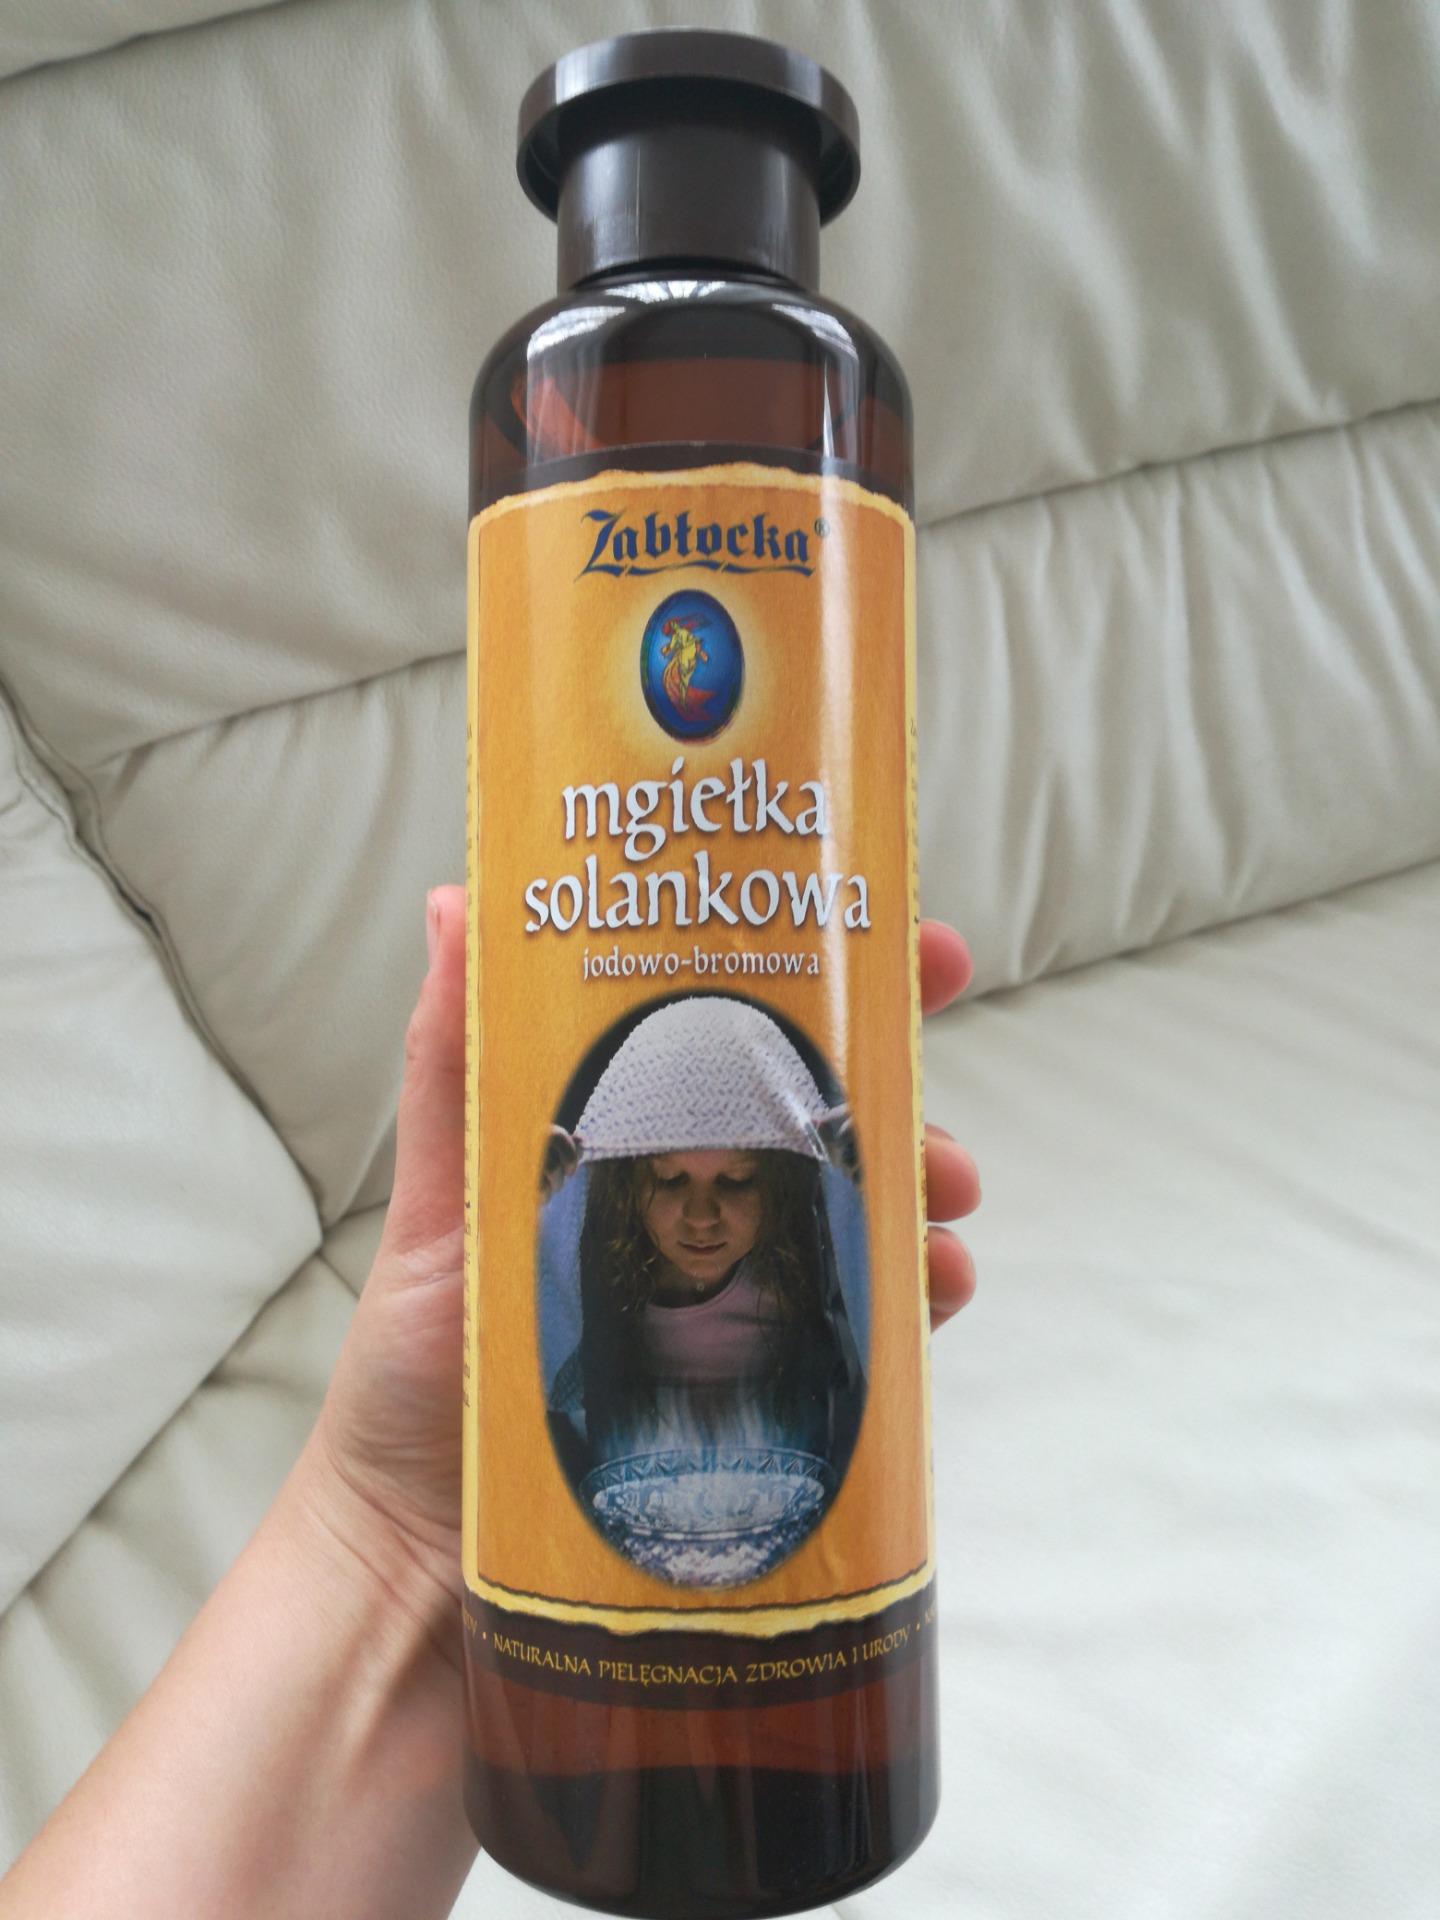 Zabłocka®
mgiełka
solankowa
jodowo-bromowa
• NATURALNA PIELĘGNACJA ZDROWIA I URODY •